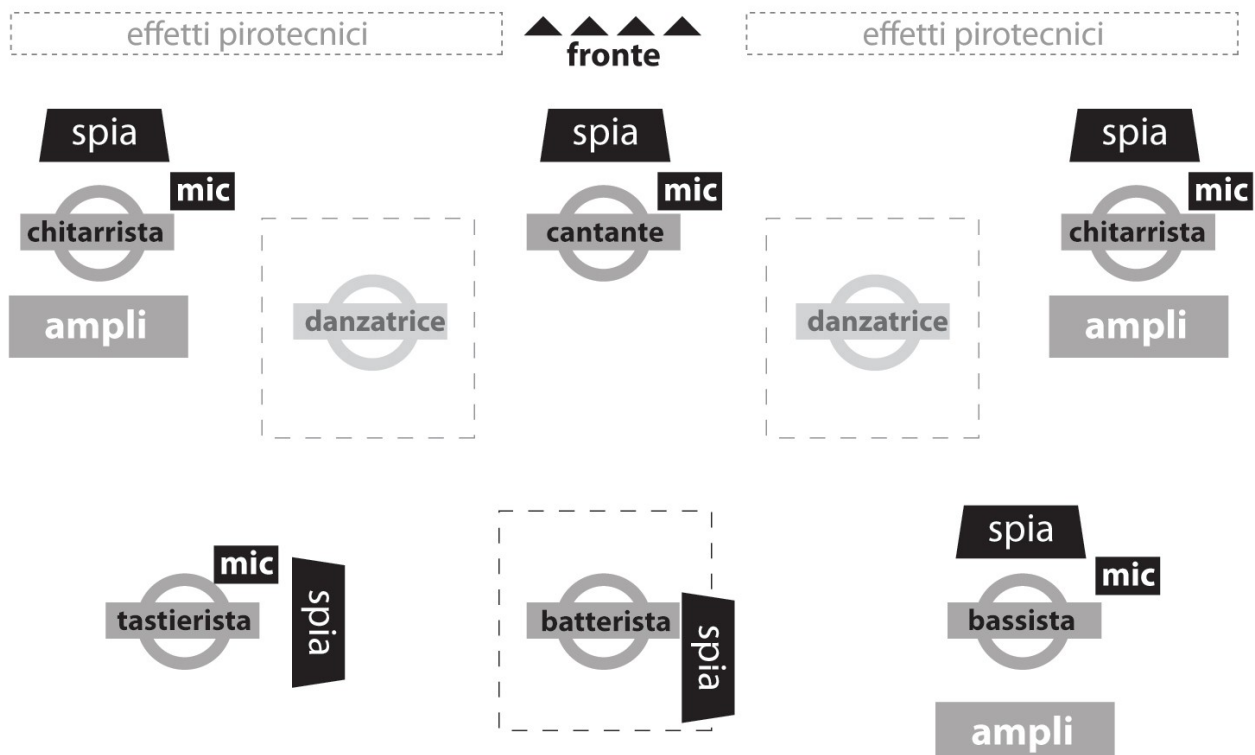 effetti pirotecnici
fronte
effetti pirotecnici
spia
mic
chitarrista
ampli
spia
mic
cantante
spia
mic
chitarrista
ampli
danzatrice
danzatrice
mic
tastierista
spia
batterista
spia
spia
mic
bassista
ampli